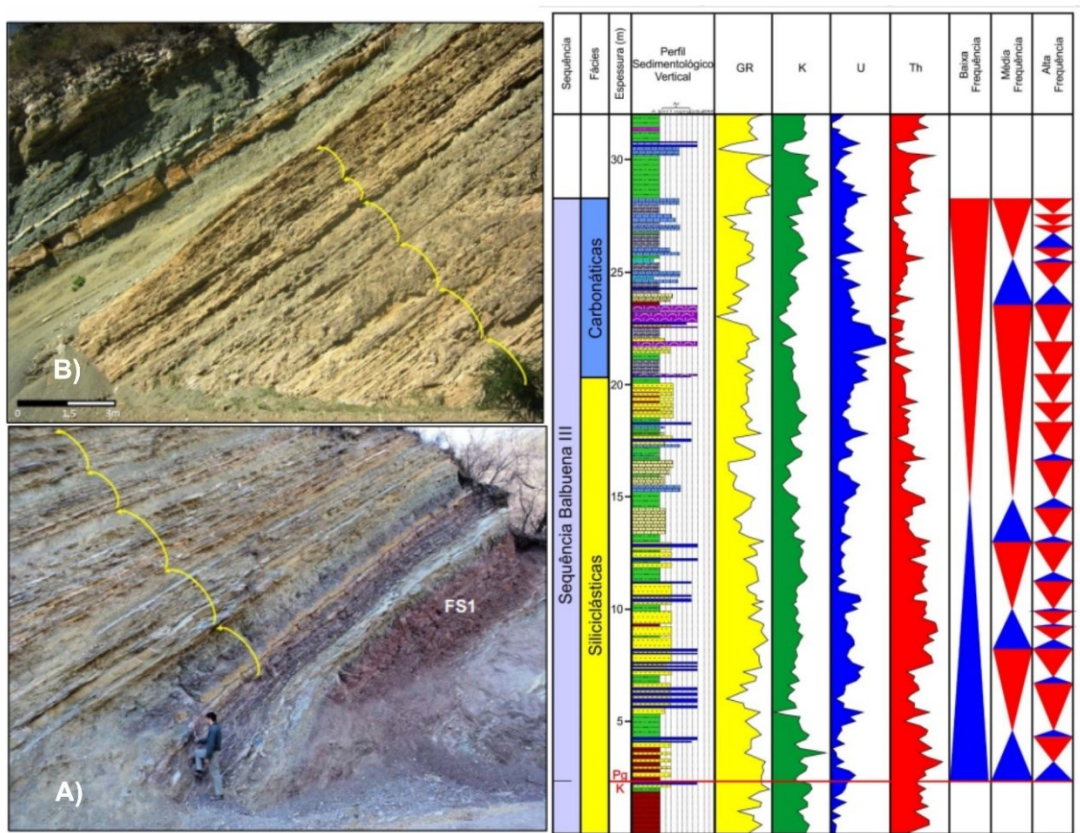 B)
0 1,5 3m
FS1
A)
Sequência
Fácies
Espessura (m)
Perfil
Sedimentológico
Vertical
GR
K
U
Th
Baixa
Frequência
Média
Frequência
Alta
Frequência
30
25
20
15
10
5
Pg
K
Sequência Balbuena III
Carbonáticas
Siliciclásticas